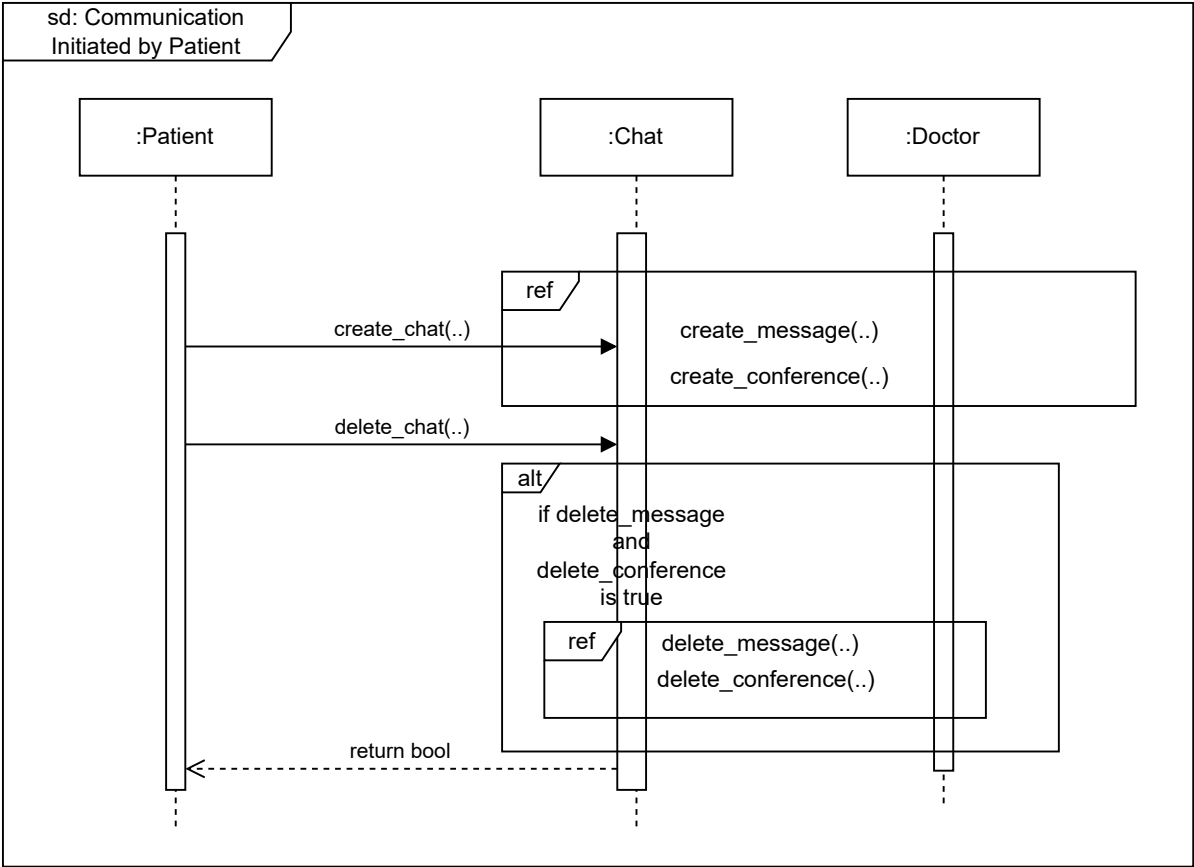 sd: Communication
Initiated by Patient
:Patient
:Chat
:Doctor
ref
create_chat(..)
create_message(..)
create_conference(..)
delete_chat(..)
alt
if delete_message
and
delete_conference
is true
ref
delete_message(..)
delete_conference(..)
return bool